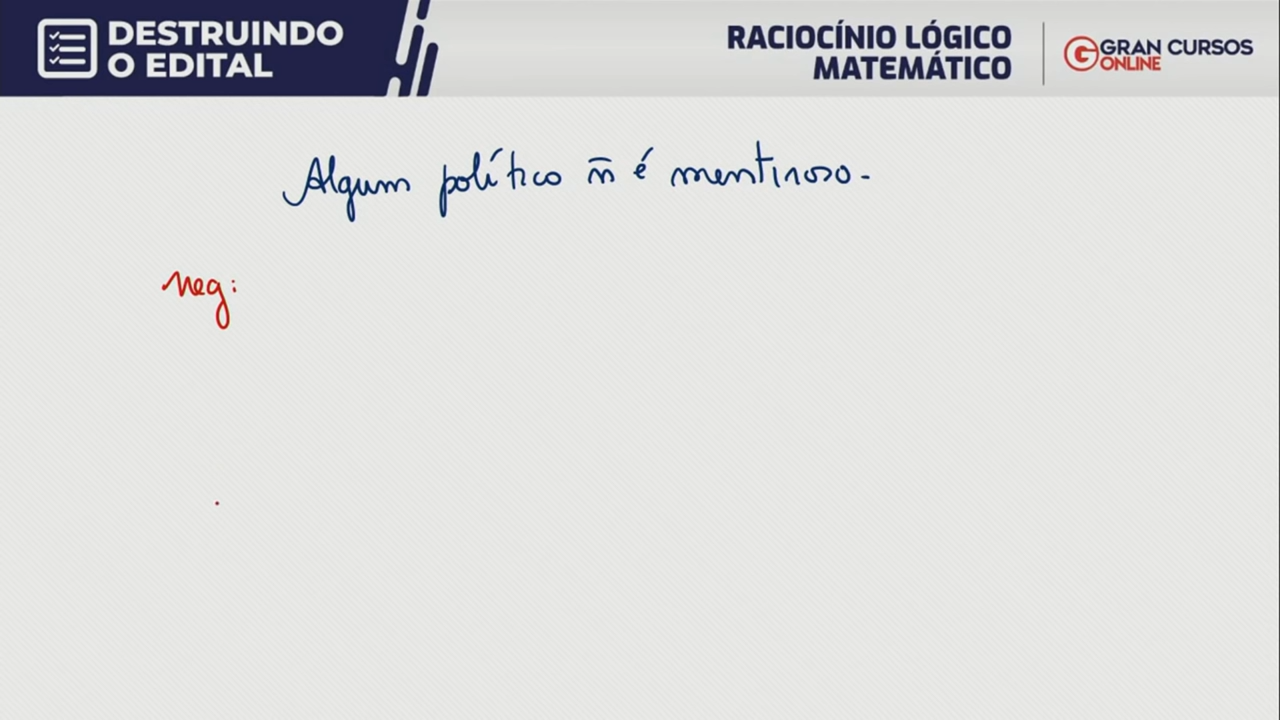 DESTRUINDO
O EDITAL
RACIOCÍNIO LÓGICO
MATEMÁTICO
GRAN CURSOS
ONLINE
Algum político ñ é mentiroso.
Neg: